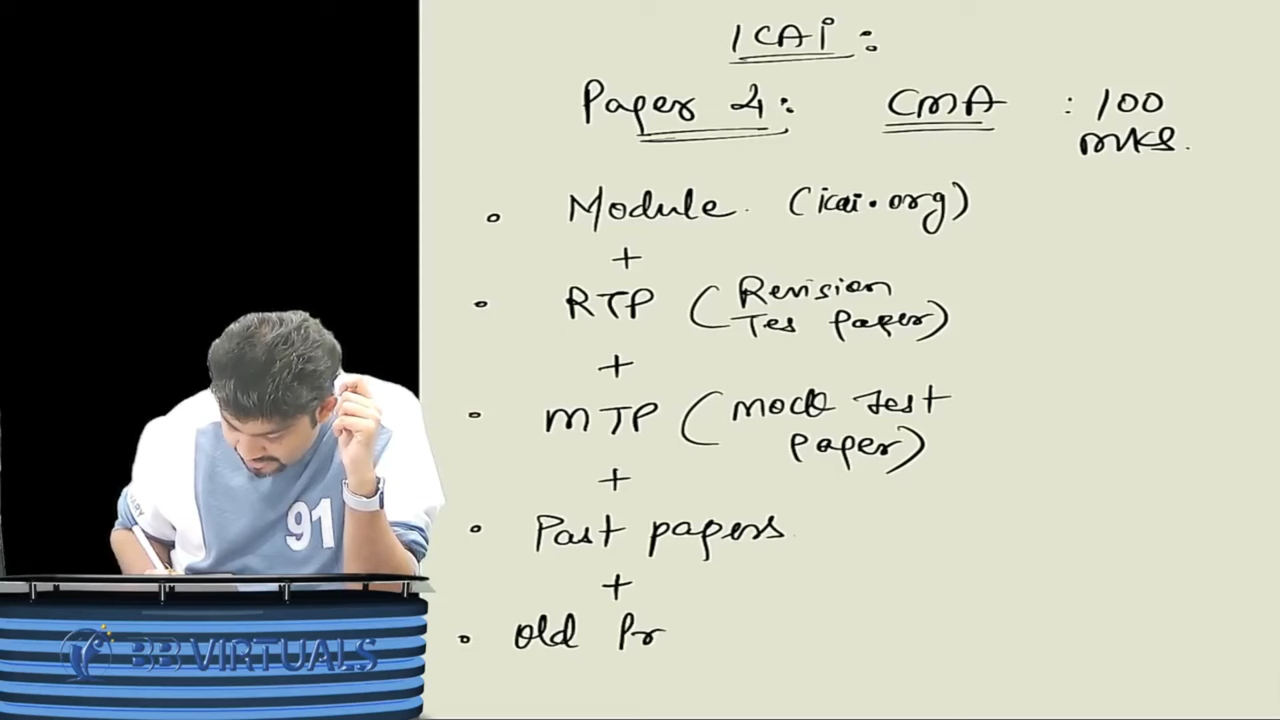 ICAI :
Paper 4 : CMA : 100
mks.
• Module. (icai.org)
+
• RTP (Revision
Tes paper)
+
• MTP (mock test
paper)
+
• Past papers
+
• Old Pr
91
BB VIRTUALS